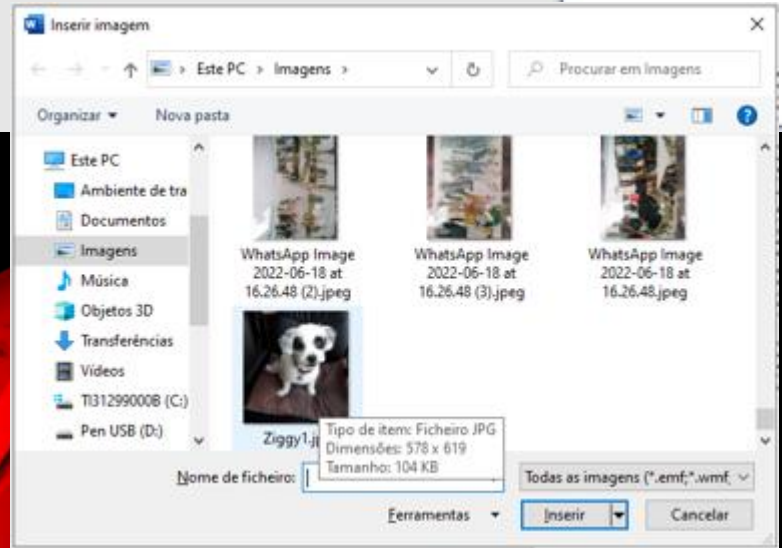 Inserir imagem
Este PC > Imagens >
Procurar em Imagens
Organizar
Nova pasta
Este PC
Ambiente de tra
Documentos
Imagens
Música
Objetos 3D
Transferências
Vídeos
TI31299000B (C:)
Pen USB (D:)
WhatsApp Image
2022-06-18 at
16.26.48 (2).jpeg
WhatsApp Image
2022-06-18 at
16.26.48 (3).jpeg
WhatsApp Image
2022-06-18 at
16.26.48.jpeg
Ziggy1.j
Tipo de item: Ficheiro JPG
Dimensões: 578 x 619
Tamanho: 104 KB
Nome de ficheiro:
Todas as imagens (*.emf;*.wmf;
Ferramentas
Inserir
Cancelar